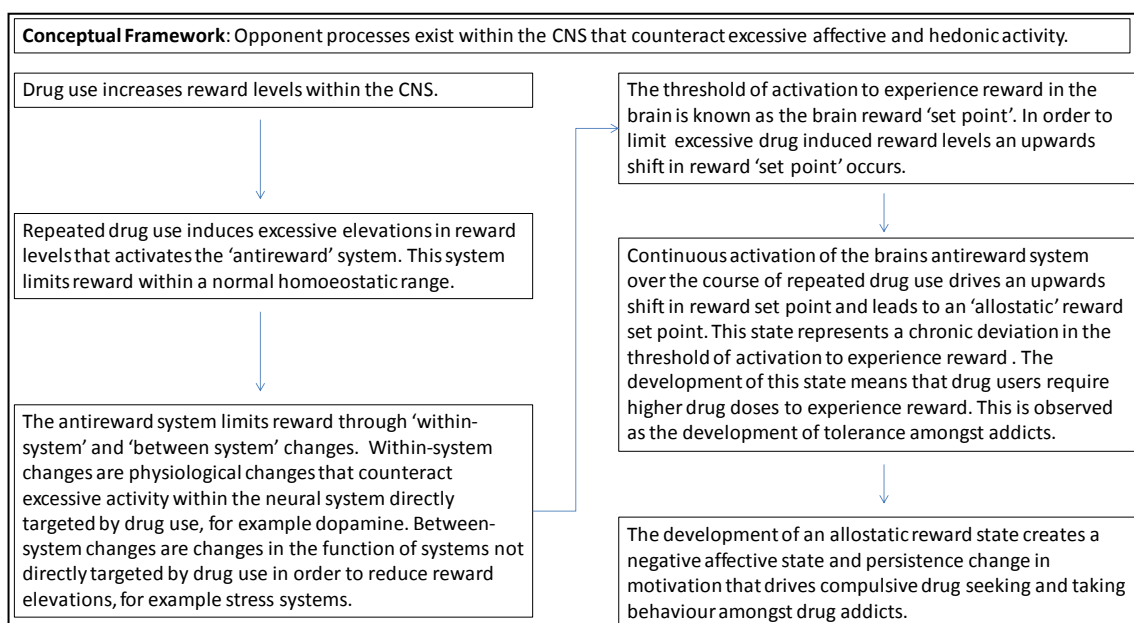 Conceptual Framework: Opponent processes exist within the CNS that counteract excessive affective and hedonic activity.
Drug use increases reward levels within the CNS.
Repeated drug use induces excessive elevations in reward
levels that activates the ‘antireward’ system. This system
limits reward within a normal homoeostatic range.
The antireward system limits reward through ‘within-
system’ and ‘between system’ changes. Within-system
changes are physiological changes that counteract
excessive activity within the neural system directly
targeted by drug use, for example dopamine. Between-
system changes are changes in the function of systems not
directly targeted by drug use in order to reduce reward
elevations, for example stress systems.
The threshold of activation to experience reward in the
brain is known as the brain reward ‘set point’. In order to
limit excessive drug induced reward levels an upwards
shift in reward ‘set point’ occurs.
Continuous activation of the brains antireward system
over the course of repeated drug use drives an upwards
shift in reward set point and leads to an ‘allostatic’ reward
set point. This state represents a chronic deviation in the
threshold of activation to experience reward . The
development of this state means that drug users require
higher drug doses to experience reward. This is observed
as the development of tolerance amongst addicts.
The development of an allostatic reward state creates a
negative affective state and persistence change in
motivation that drives compulsive drug seeking and taking
behaviour amongst drug addicts.